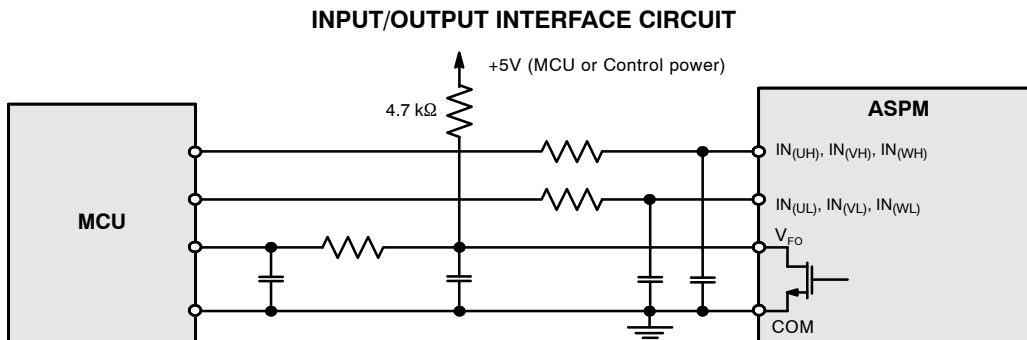 INPUT/OUTPUT INTERFACE CIRCUIT
+5V (MCU or Control power)
4.7 kΩ
ASPM
IN(UH), IN(VH), IN(WH)
IN(UL), IN(VL), IN(WL)
MCU
VFO
COM